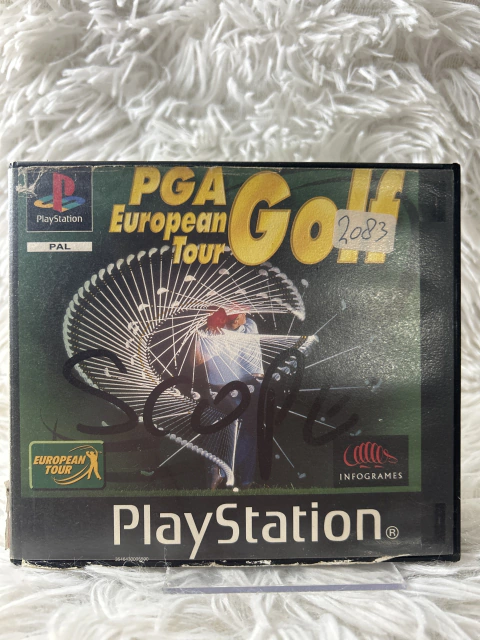 PlayStation
PAL
PGA
European
Tour
Golf
2083
Scope
EUROPEAN
TOUR
INFOGRAMES
PlayStation®